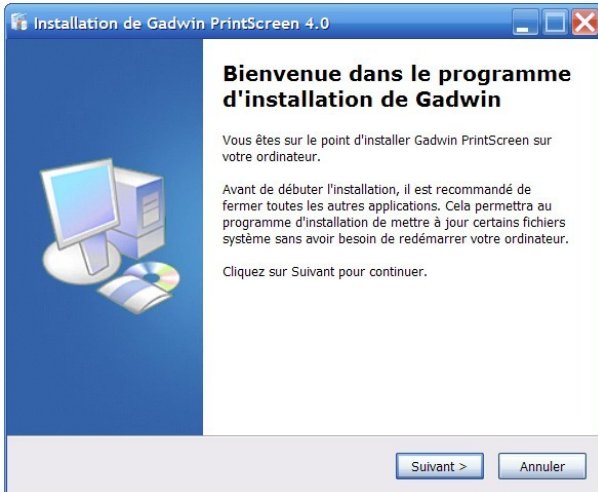 Installation de Gadwin PrintScreen 4.0
Bienvenue dans le programme
d'installation de Gadwin
Vous êtes sur le point d'installer Gadwin PrintScreen sur
votre ordinateur.
Avant de débuter l'installation, il est recommandé de
fermer toutes les autres applications. Cela permettra au
programme d'installation de mettre à jour certains fichiers
système sans avoir besoin de redémarrer votre ordinateur.
Cliquez sur Suivant pour continuer.
Suivant > Annuler